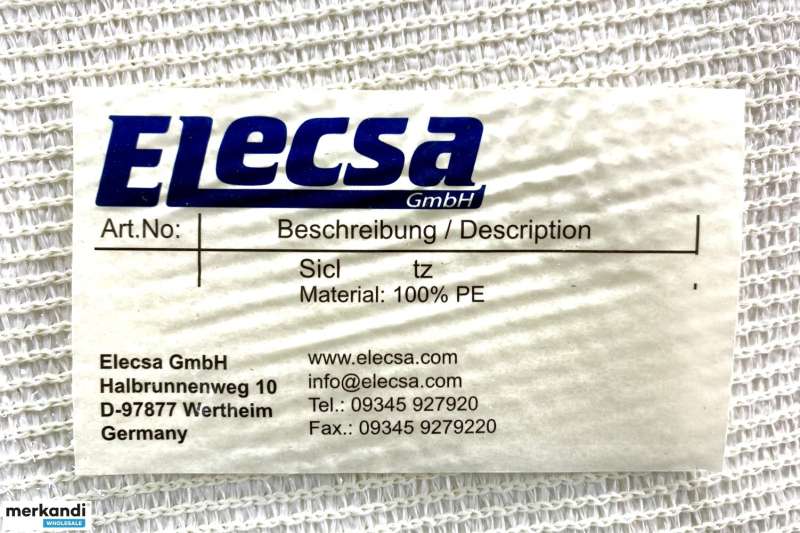 Elecsa
GmbH
Art.No: Beschreibung / Description
Sicl tz
Material: 100% PE
Elecsa GmbH
Halbrunnenweg 10
D-97877 Wertheim
Germany
www.elecsa.com
info@elecsa.com
Tel.: 09345 927920
Fax.: 09345 9279220
merkandi
WHOLESALE